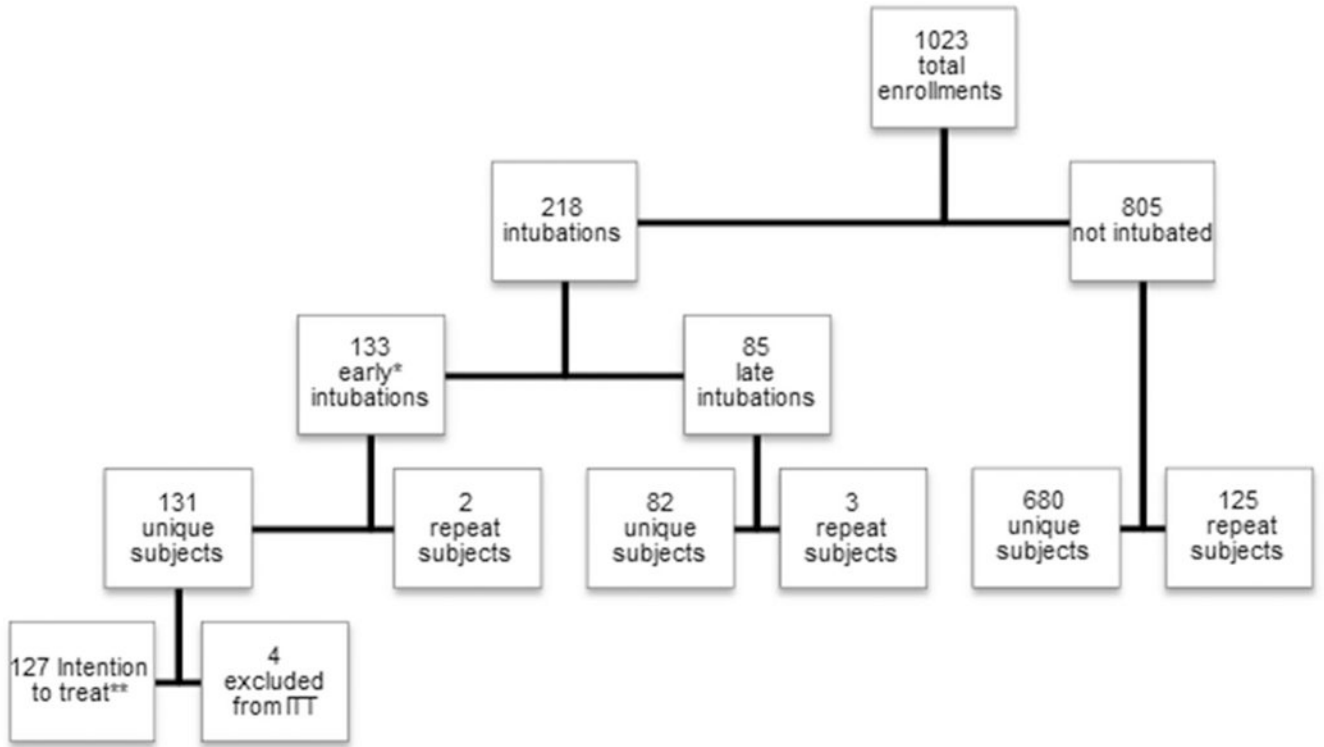 1023
total
enrollments
218
intubations
805
not intubated
133
early*
intubations
85
late
intubations
131
unique
subjects
2
repeat
subjects
82
unique
subjects
3
repeat
subjects
680
unique
subjects
125
repeat
subjects
127 Intention
to treat**
4
excluded
from ITT